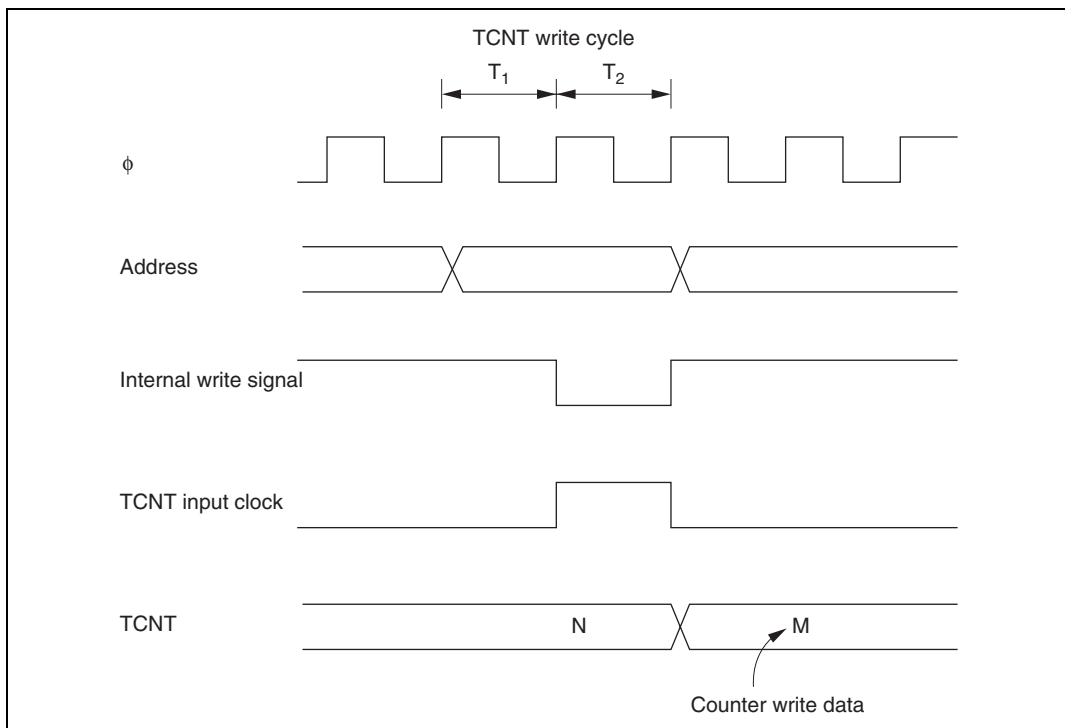 TCNT write cycle
T1 T2
ϕ
Address
Internal write signal
TCNT input clock
TCNT N M
Counter write data